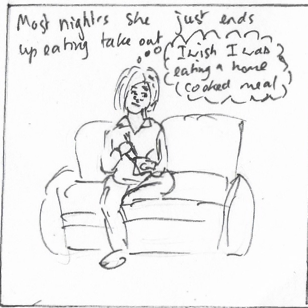 Most nights she just ends
up eating take out
I wish I was
eating a home
cooked meal